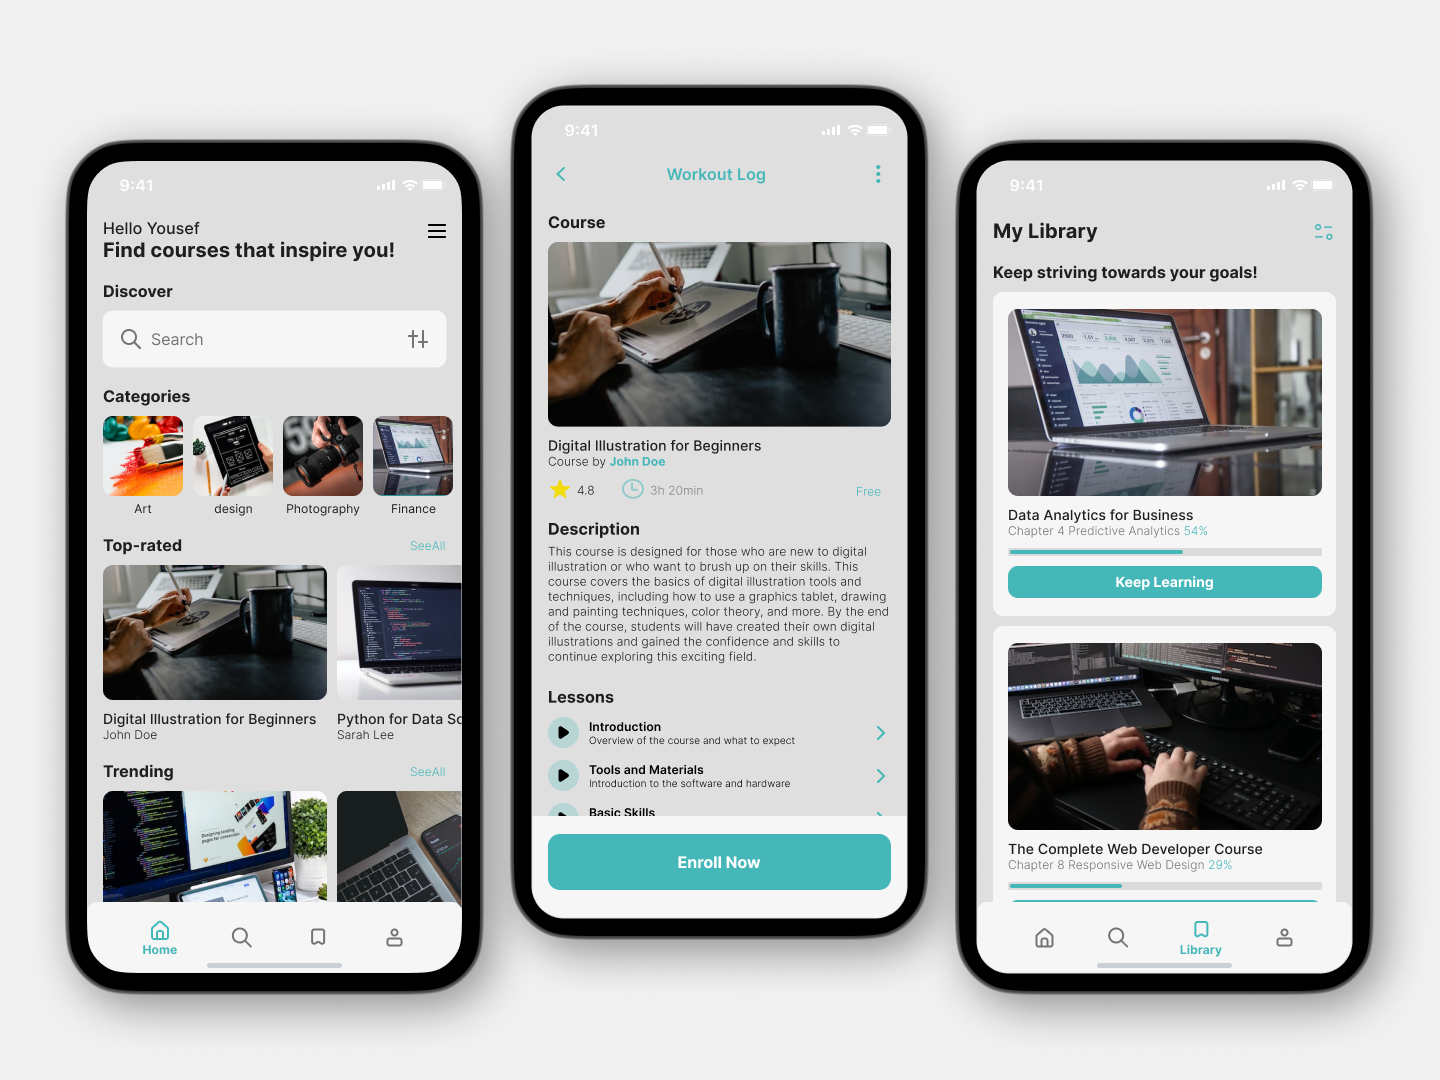 9:41
Hello Yousef
Find courses that inspire you!
Discover
Search
Categories
Art
design
Photography
Finance
Top-rated
SeeAll
Digital Illustration for Beginners
John Doe
Python for Data Sc
Sarah Lee
Trending
SeeAll
Designing landing
pages for conversion
Home
9:41
Workout Log
Course
Digital Illustration for Beginners
Course by John Doe
4.8
3h 20min
Free
Description
This course is designed for those who are new to digital
illustration or who want to brush up on their skills. This
course covers the basics of digital illustration tools and
techniques, including how to use a graphics tablet, drawing
and painting techniques, color theory, and more. By the end
of the course, students will have created their own digital
illustrations and gained the confidence and skills to
continue exploring this exciting field.
Lessons
Introduction
Overview of the course and what to expect
Tools and Materials
Introduction to the software and hardware
Basic Skills
Enroll Now
9:41
My Library
Keep striving towards your goals!
Data Analytics for Business
Chapter 4 Predictive Analytics 54%
Keep Learning
The Complete Web Developer Course
Chapter 8 Responsive Web Design 29%
Library